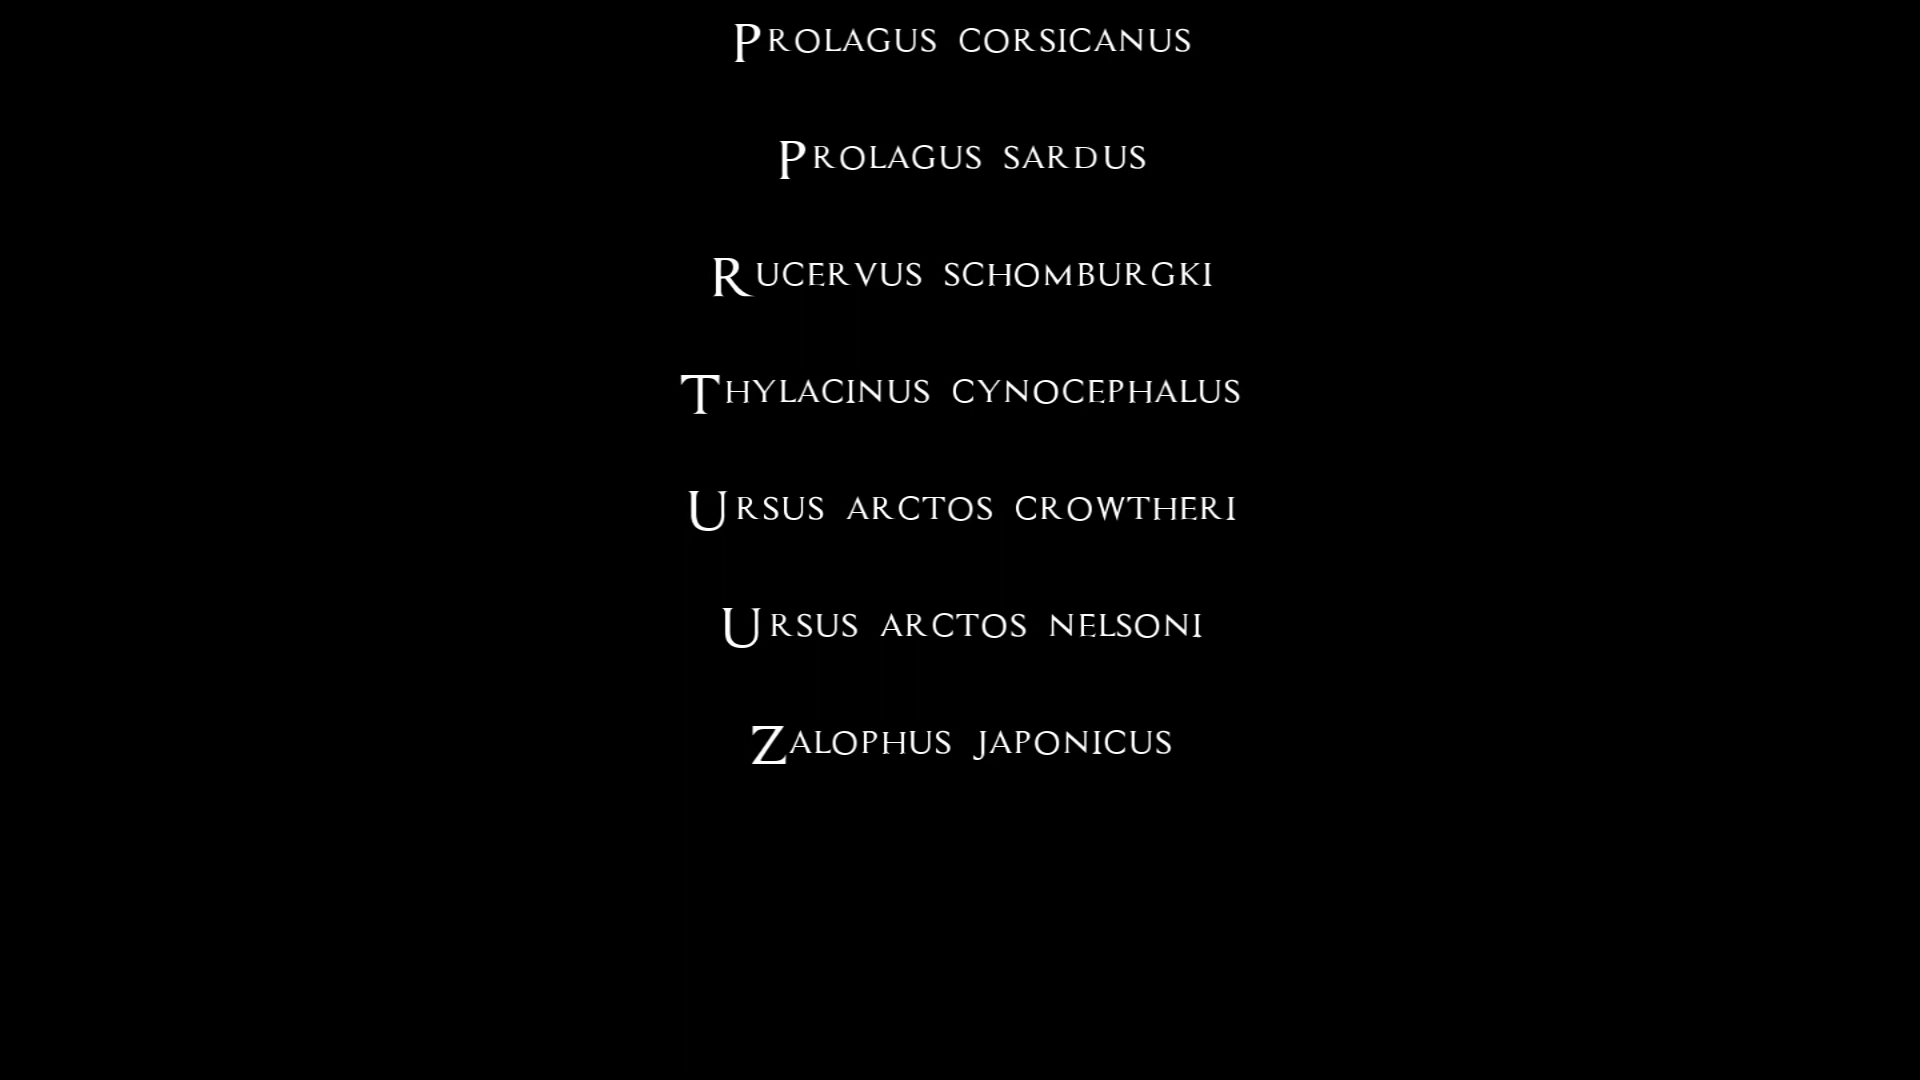 Prolagus corsicanus
Prolagus sardus
Rucervus schomburgki
Thylacinus cynocephalus
Ursus arctos crowtheri
Ursus arctos nelsoni
Zalophus japonicus